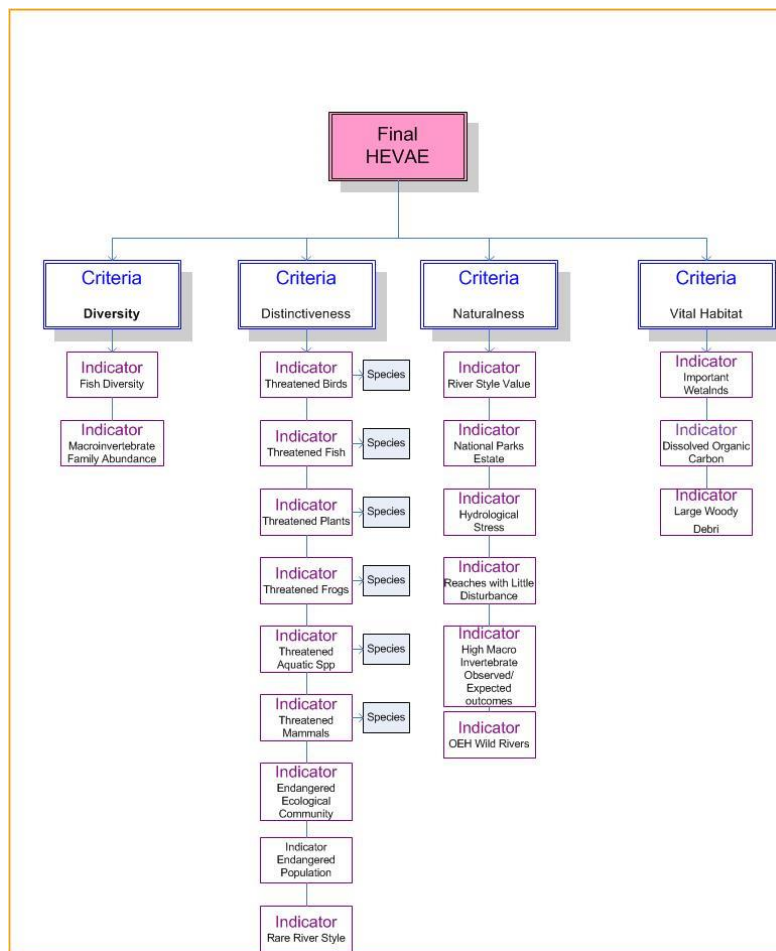 Final
HEVAE
Criteria
Diversity
Indicator
Fish Diversity
Indicator
Macroinvertebrate
Family Abundance
Criteria
Distinctiveness
Indicator
Threatened Birds
Species
Indicator
Threatened Fish
Species
Indicator
Threatened Plants
Species
Indicator
Threatened Frogs
Species
Indicator
Threatened
Aquatic Spp
Species
Indicator
Threatened
Mammals
Species
Indicator
Endangered
Ecological
Community
Indicator
Endangered
Population
Indicator
Rare River Style
Criteria
Naturalness
Indicator
River Style Value
Indicator
National Parks
Estate
Indicator
Hydrological
Stress
Indicator
Reaches with Little
Disturbance
Indicator
High Macro
Invertebrate
Observed/
Expected
outcomes
Indicator
OEH Wild Rivers
Criteria
Vital Habitat
Indicator
Important
Wetalnds
Indicator
Dissolved Organic
Carbon
Indicator
Large Woody
Debri